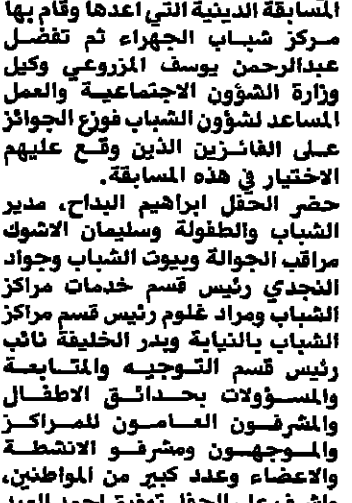 المسابقة الدينية التي اعدها وقام بها
مركز شباب الجهراء ثم تفضل
عبدالرحمن يوسف المزروعي وكيل
وزارة الشؤون الاجتماعية والعمل
المساعد لشؤون الشباب فوزع الجوائز
على الفائزين الذين وقع عليهم
الاختيار في هذه المسابقة.
حضر الحفل ابراهيم البداح، مدير
الشباب والطفولة وسليمان الاشوك
مراقب الجوالة وبيوت الشباب وجواد
النجدي رئيس قسم خدمات مراكز
الشباب ومراد غلوم رئيس قسم مراكز
الشباب بالنيابة وبدر الخليفة نائب
رئيس قسم التوجيه والمتابعة
والمسؤولات بحدائق الاطفال
والمشرفون العامون للمراكز
والموجهون ومشرفو الانشطة
والاعضاء وعدد كبير من المواطنين،
الحفل توفيق احمد